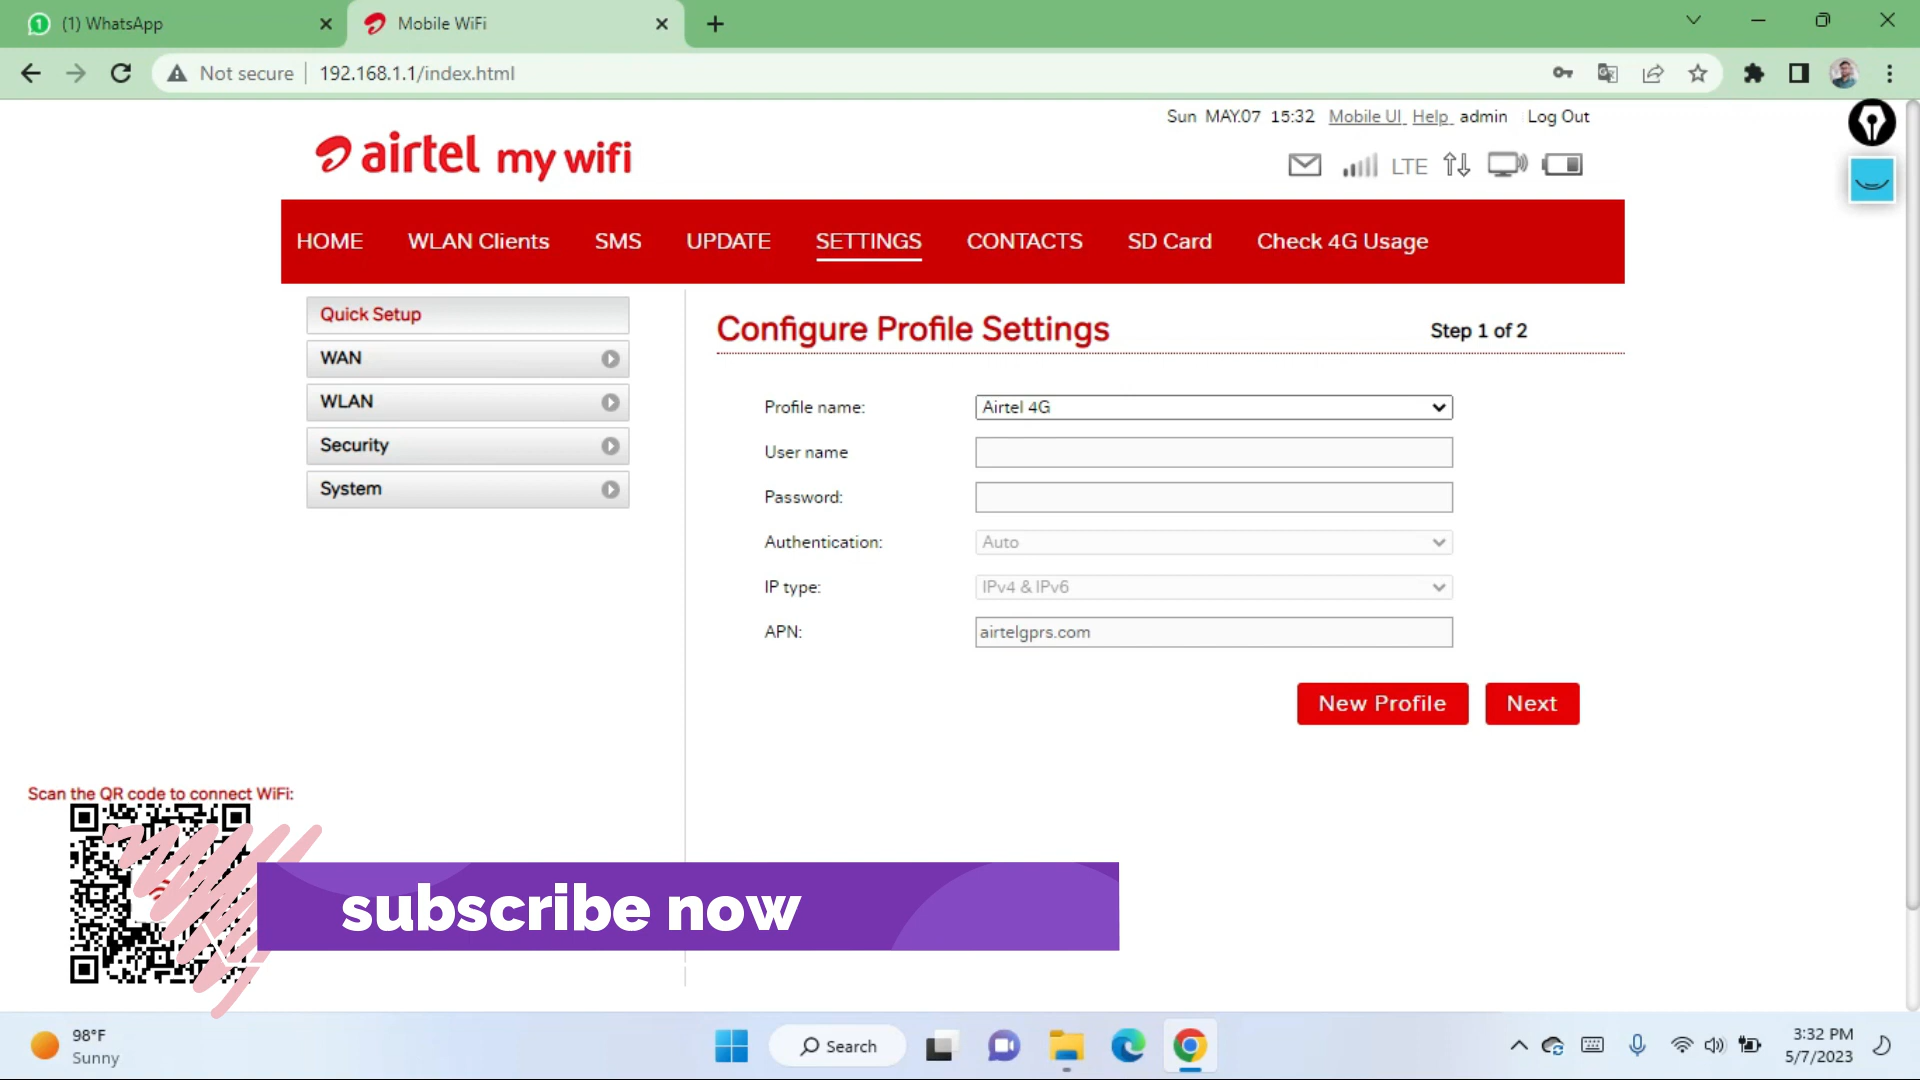 (1) WhatsApp
Mobile WiFi
Not secure
192.168.1.1/index.html
Sun MAY.07 15:32 Mobile UI Help admin Log Out
airtel my wifi
LTE
HOME WLAN Clients SMS UPDATE SETTINGS CONTACTS SD Card Check 4G Usage
Quick Setup
WAN
WLAN
Security
System
Configure Profile Settings
Step 1 of 2
Profile name: Airtel 4G
User name
Password:
Authentication: Auto
IP type: IPv4 & IPv6
APN: airtelgprs.com
New Profile Next
Scan the QR code to connect WiFi:
subscribe now
98°F
Sunny
Search
3:32 PM
5/7/2023